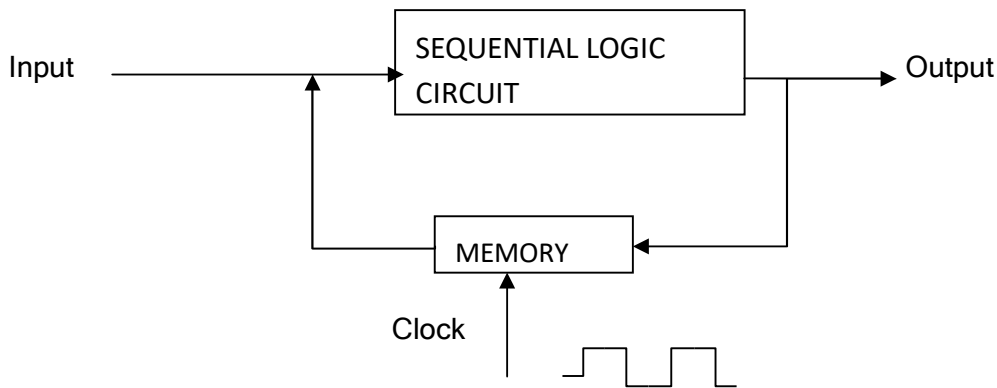 Input
SEQUENTIAL LOGIC
CIRCUIT
Output
MEMORY
Clock